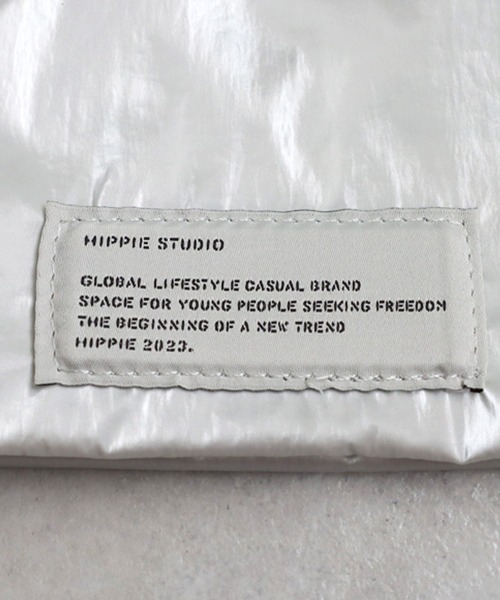 HIPPIE STUDIO
GLOBAL LIFESTYLE CASUAL BRAND
SPACE FOR YOUNG PEOPLE SEEKING FREEDOM
THE BEGINNING OF A NEW TREND
HIPPIE 2023.